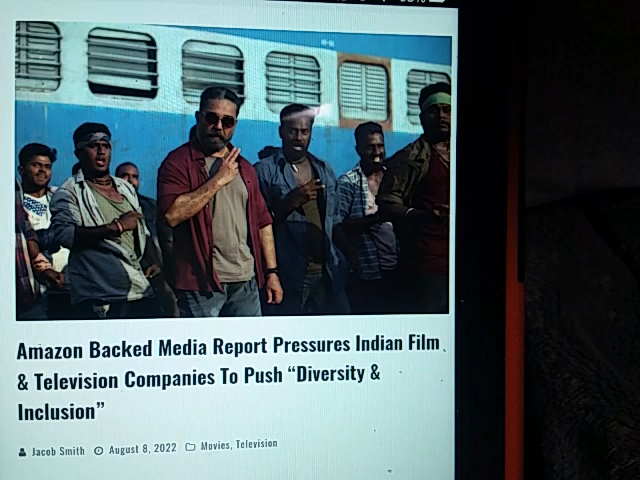 Amazon Backed Media Report Pressures Indian Film
& Television Companies To Push “Diversity &
Inclusion”
Jacob Smith August 8, 2022 Movies, Television